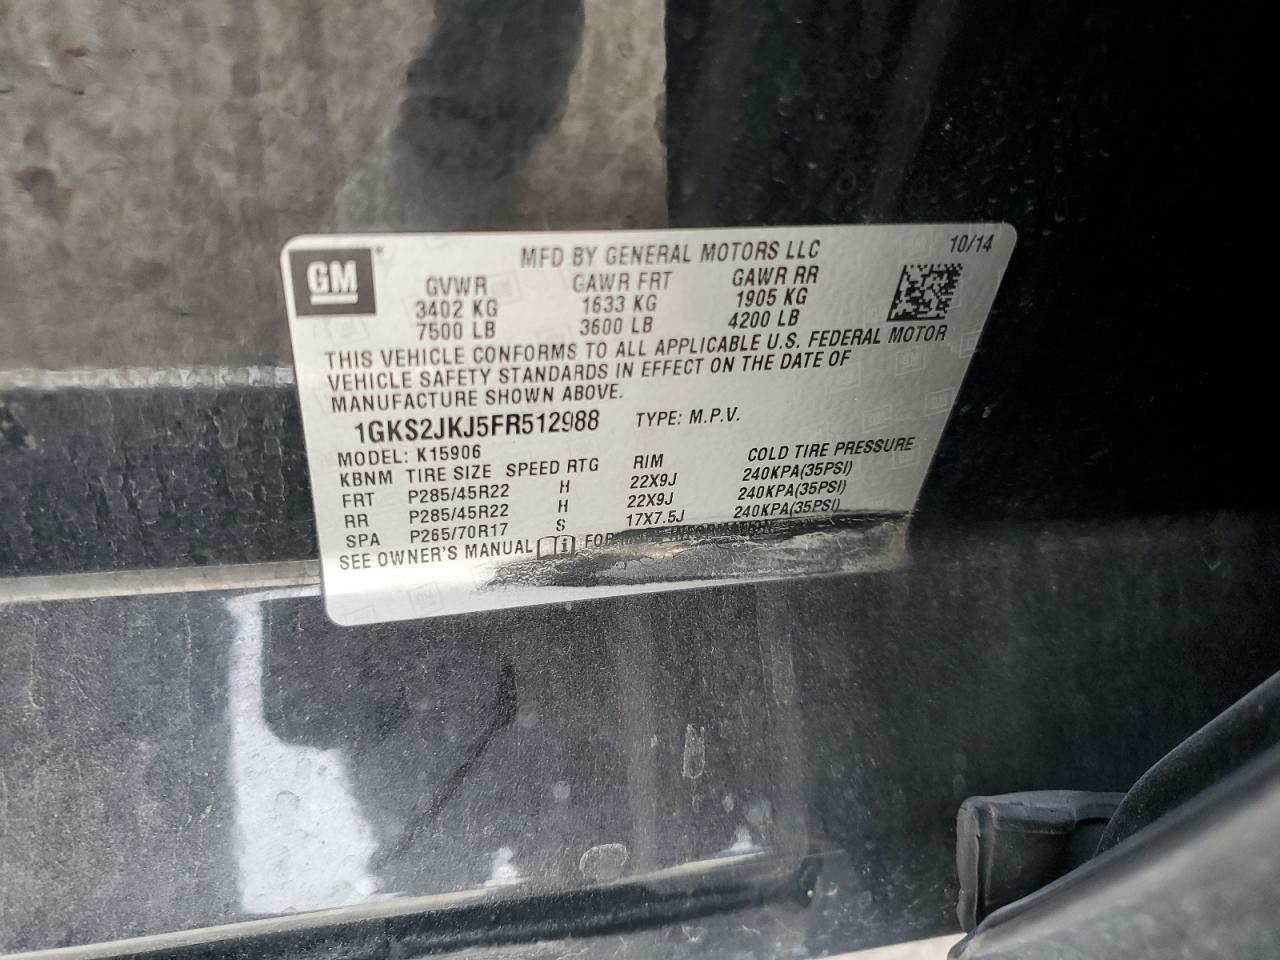 GM
MFD BY GENERAL MOTORS LLC 10/14
GVWR GAWR FRT GAWR RR
3402 KG 1633 KG 1905 KG
7500 LB 3600 LB 4200 LB
THIS VEHICLE CONFORMS TO ALL APPLICABLE U.S. FEDERAL MOTOR
VEHICLE SAFETY STANDARDS IN EFFECT ON THE DATE OF
MANUFACTURE SHOWN ABOVE.
1GKS2JKJ5FR512988 TYPE: M.P.V.
MODEL: K15906
KBNM TIRE SIZE SPEED RTG RIM COLD TIRE PRESSURE
FRT P285/45R22 H 22X9J 240KPA(35PSI)
RR P285/45R22 H 22X9J 240KPA(35PSI)
SPA P265/70R17 S 17X7.5J 240KPA(35PSI)
SEE OWNER'S MANUAL FOR MORE INFORMATION